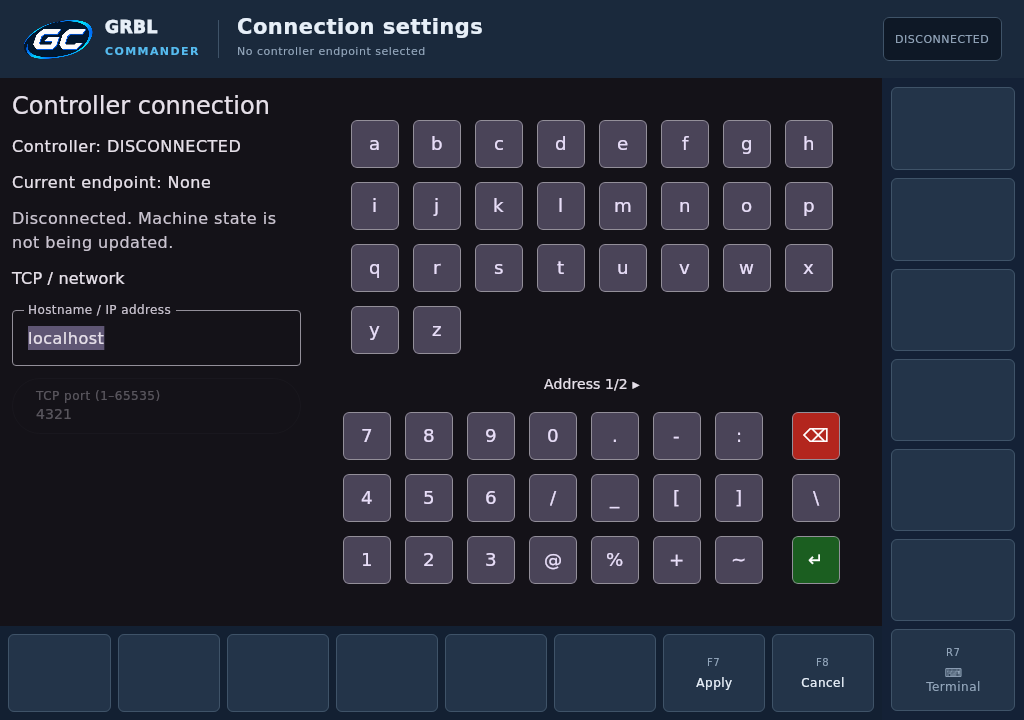 GC
GRBL
COMMANDER
Connection settings
No controller endpoint selected
DISCONNECTED
Controller connection
Controller: DISCONNECTED
Current endpoint: None
Disconnected. Machine state is
not being updated.
TCP / network
Hostname / IP address
localhost
TCP port (1–65535)
4321
a b c d e f g h
i j k l m n o p
q r s t u v w x
y z
Address 1/2 ▸
7 8 9 0 . - : ⌫
4 5 6 / _ [ ] \
1 2 3 @ % + ~ ↵
F7
Apply
F8
Cancel
R7
⌨
Terminal